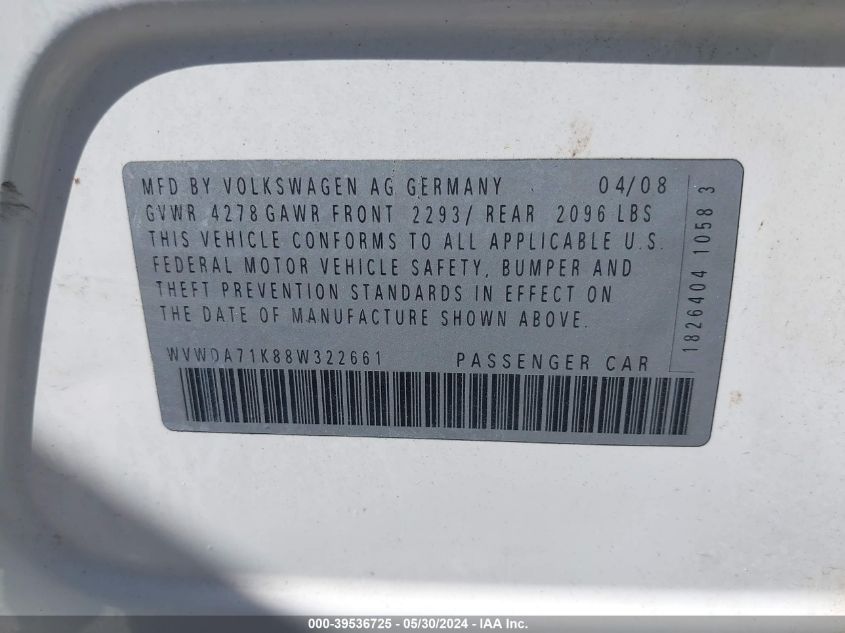 MFD BY VOLKSWAGEN AG GERMANY 04/08
GVWR 4278 GAWR FRONT 2293/ REAR 2096 LBS
THIS VEHICLE CONFORMS TO ALL APPLICABLE U.S.
FEDERAL MOTOR VEHICLE SAFETY, BUMPER AND
THEFT PREVENTION STANDARDS IN EFFECT ON
THE DATE OF MANUFACTURE SHOWN ABOVE.
WVWDA71K88W322661 PASSENGER CAR
1826404 1058 3
000-39536725 - 05/30/2024 - IAA Inc.